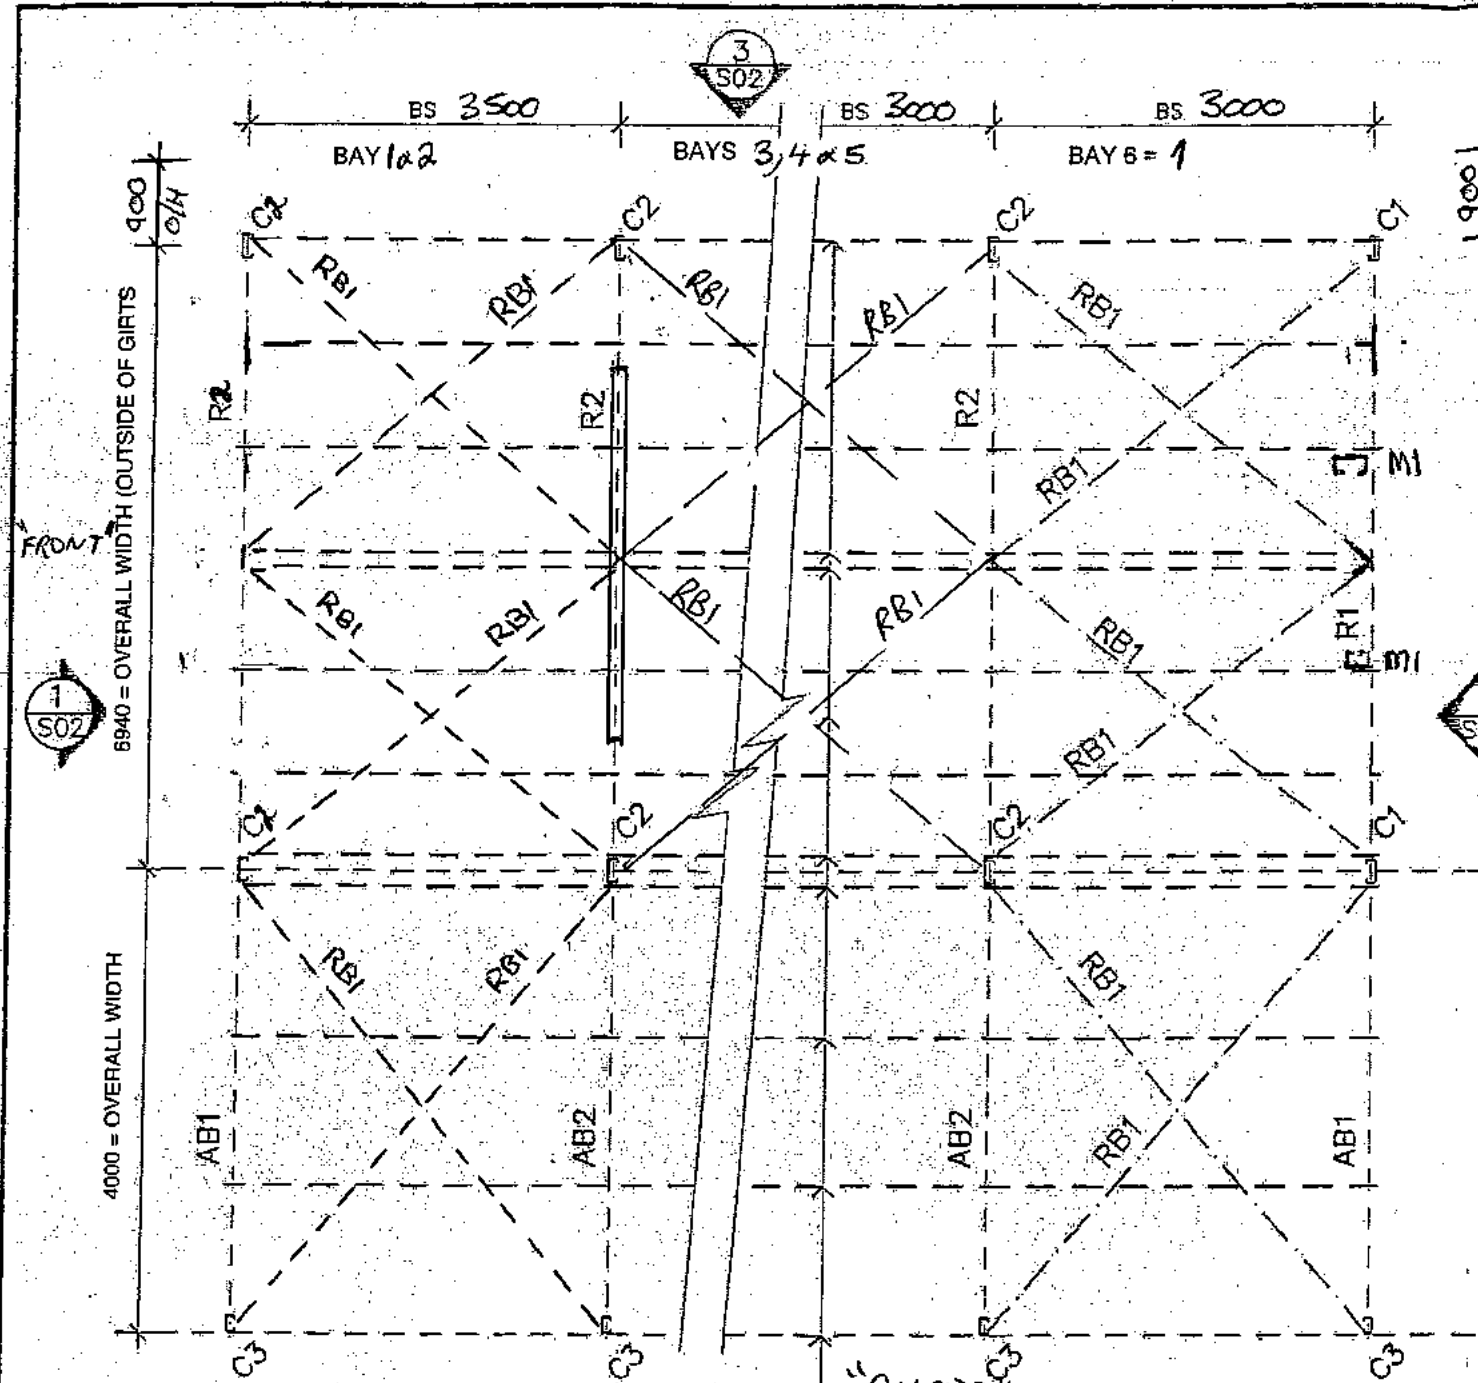 3
S02
BS 3500
BS 3000
BS 3000
BAY 1&2
BAYS 3,4 & 5
BAY 6 = 1
900
O/H
900
C2
C2
C2
C1
RB1
RB1
RB1
RB1
RB1
R2
R2
R2
6940 = OVERALL WIDTH (OUTSIDE OF GIRTS
M1
RB1
"FRONT"
RB1
RB1
RB1
RB1
RB1
R1
M1
1
S02
RB1
C2
C2
C1
RB1
RB1
RB1
4000 = OVERALL WIDTH
AB1
AB2
AB2
RB1
AB1
C3
C3
C3
C3